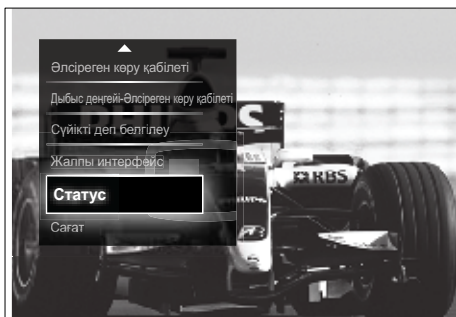 Әлсіреген көру қабілеті
Дыбыс деңгейі-Әлсіреген көру қабілеті
Сүйікті деп белгілеу
Жалпы интерфейс
Статус
Сағат
RBS